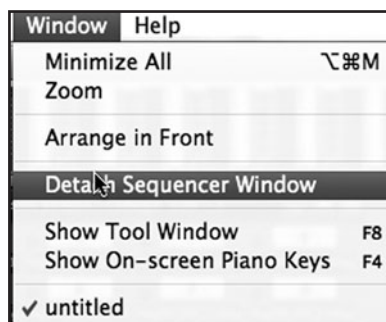 Window Help
Minimize All ⌥⌘M
Zoom
Arrange in Front
Detach Sequencer Window
Show Tool Window F8
Show On-screen Piano Keys F4
✓ untitled